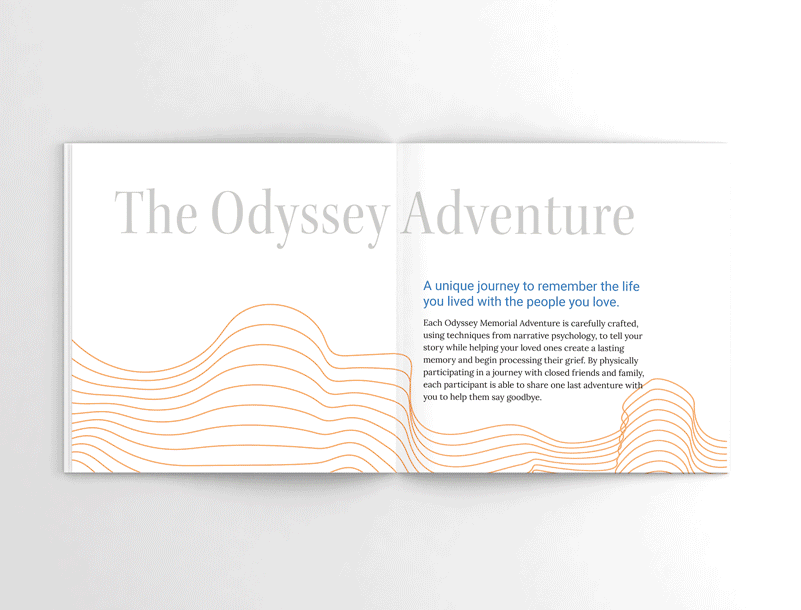 The Odyssey Adventure
A unique journey to remember the life
you lived with the people you love.
Each Odyssey Memorial Adventure is carefully crafted,
using techniques from narrative psychology, to tell your
story while helping your loved ones create a lasting
memory and begin processing their grief. By physically
participating in a journey with closed friends and family,
each participant is able to share one last adventure with
you to help them say goodbye.